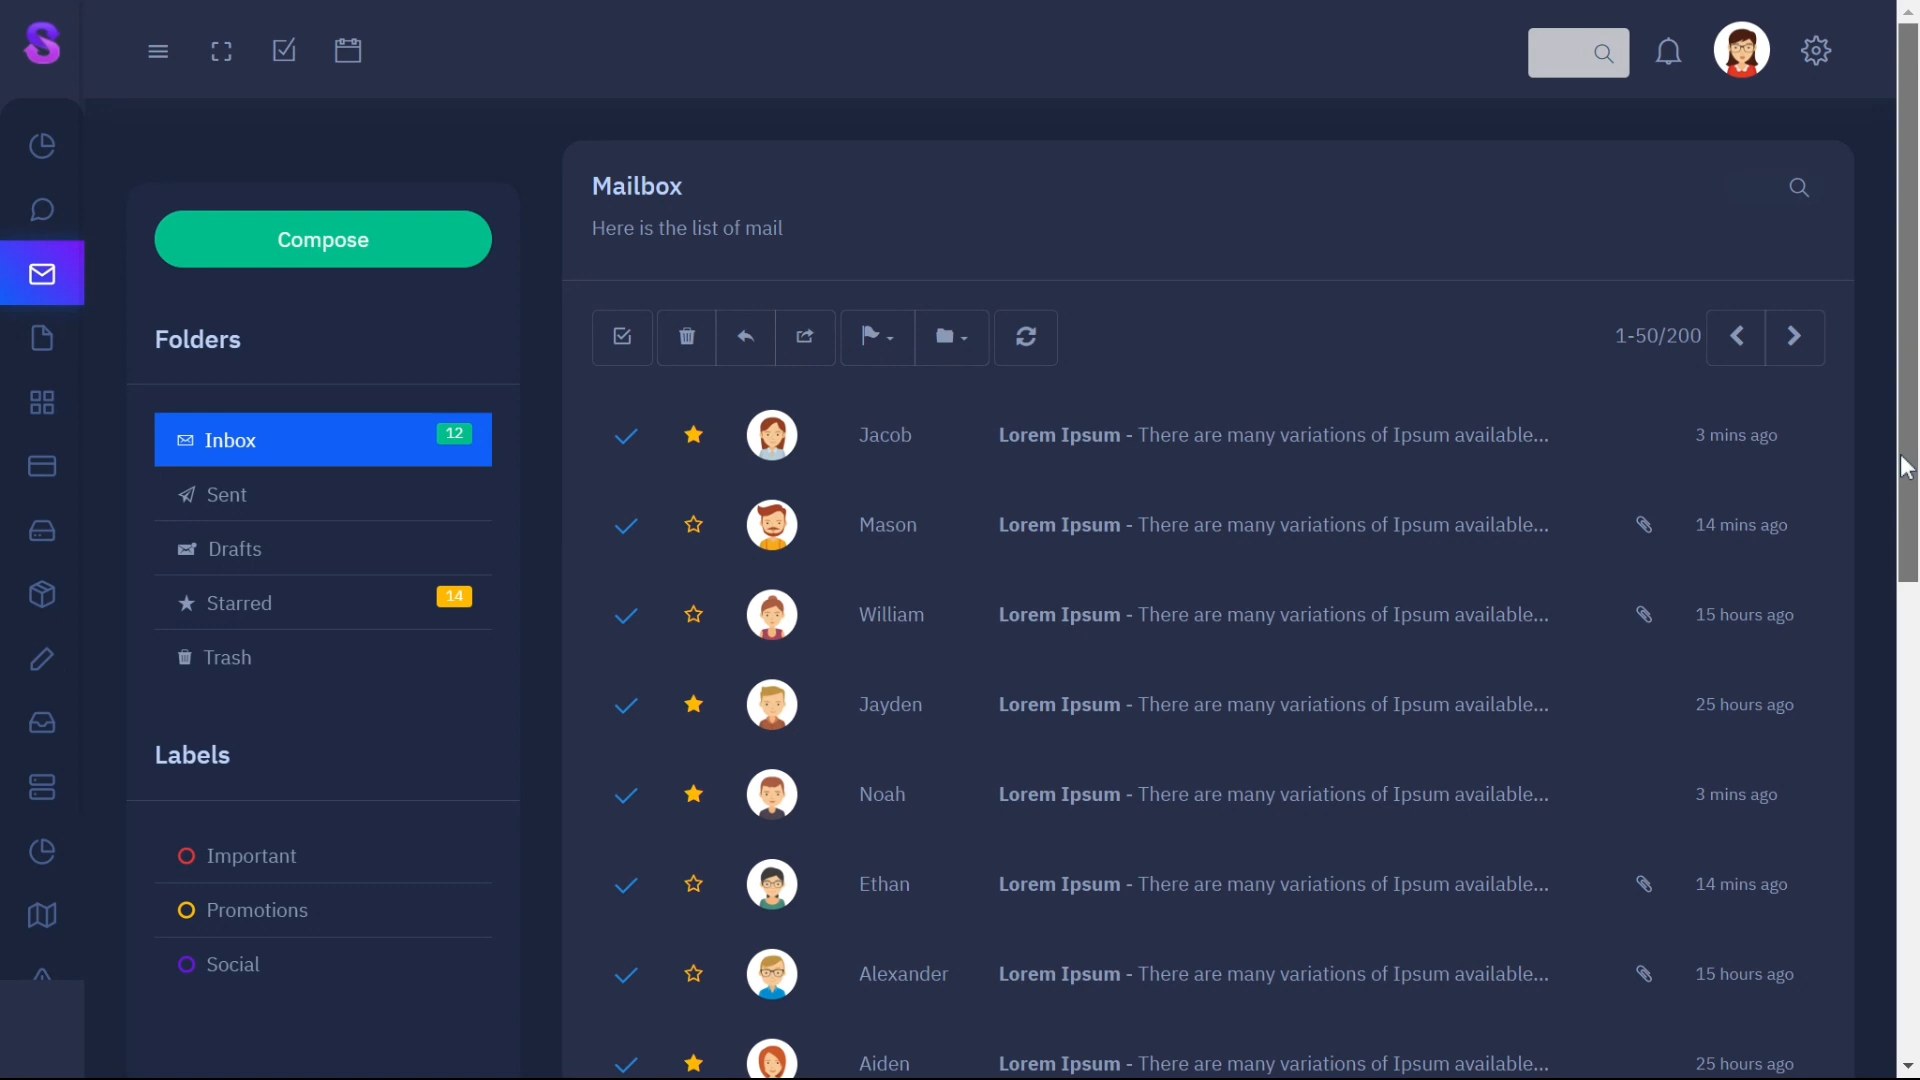 Mailbox
Here is the list of mail
Compose
Folders
Inbox 12
Sent
Drafts
Starred 14
Trash
Labels
Important
Promotions
Social
1-50/200
Jacob Lorem Ipsum - There are many variations of Ipsum available... 3 mins ago
Mason Lorem Ipsum - There are many variations of Ipsum available... 14 mins ago
William Lorem Ipsum - There are many variations of Ipsum available... 15 hours ago
Jayden Lorem Ipsum - There are many variations of Ipsum available... 25 hours ago
Noah Lorem Ipsum - There are many variations of Ipsum available... 3 mins ago
Ethan Lorem Ipsum - There are many variations of Ipsum available... 14 mins ago
Alexander Lorem Ipsum - There are many variations of Ipsum available... 15 hours ago
Aiden Lorem Ipsum - There are many variations of Ipsum available... 25 hours ago